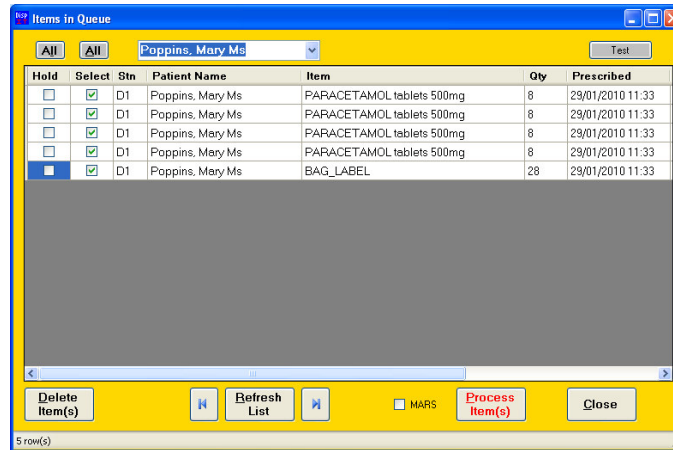 Disp
Items in Queue
All All Poppins, Mary Ms Test
Hold Select Stn Patient Name Item Qty Prescribed
D1 Poppins, Mary Ms PARACETAMOL tablets 500mg 8 29/01/2010 11:33
D1 Poppins, Mary Ms PARACETAMOL tablets 500mg 8 29/01/2010 11:33
D1 Poppins, Mary Ms PARACETAMOL tablets 500mg 8 29/01/2010 11:33
D1 Poppins, Mary Ms PARACETAMOL tablets 500mg 8 29/01/2010 11:33
D1 Poppins, Mary Ms BAG_LABEL 28 29/01/2010 11:33
Delete
Item(s)
Refresh
List
MARS
Process
Item(s)
Close
5 row(s)